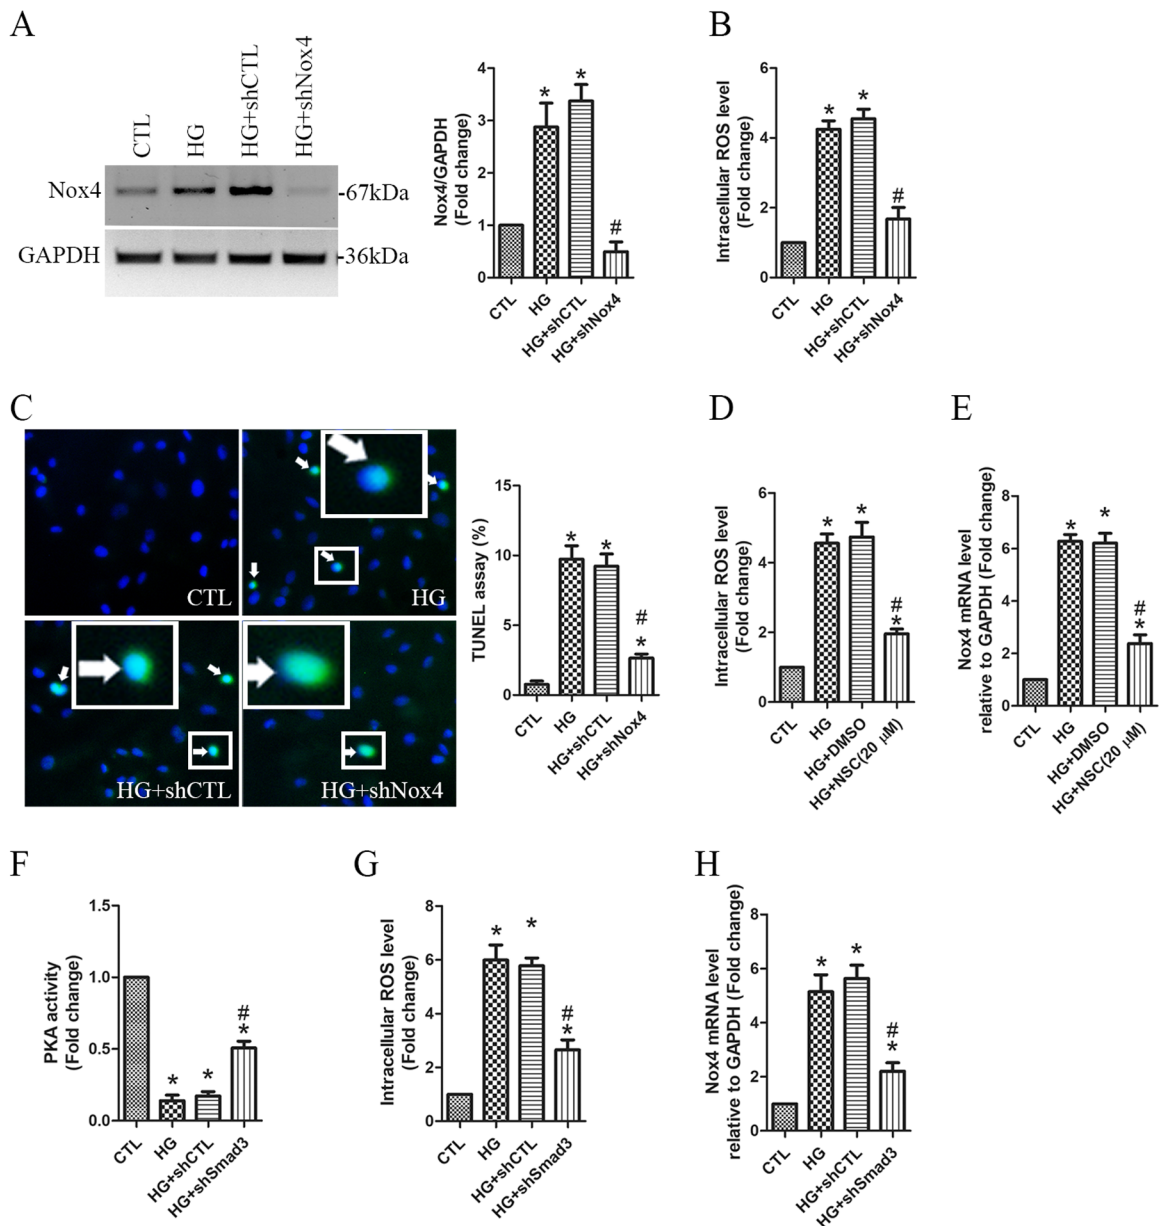 A
CTL
HG
HG+shCTL
HG+shNox4
Nox4
-67kDa
GAPDH
-36kDa
Nox4/GAPDH
(Fold change)
4
3
2
1
0
*
*
#
CTL
HG
HG+shCTL
HG+shNox4
B
Intracellular ROS level
(Fold change)
6
4
2
0
*
*
#
CTL
HG
HG+shCTL
HG+shNox4
C
CTL
HG
HG+shCTL
HG+shNox4
TUNEL assay (%)
15
10
5
0
*
*
#
*
CTL
HG
HG+shCTL
HG+shNox4
D
Intracellular ROS level
(Fold change)
6
4
2
0
*
*
#
*
CTL
HG
HG+DMSO
HG+NSC(20 μM)
E
Nox4 mRNA level
relative to GAPDH (Fold change)
8
6
4
2
0
*
*
#
*
CTL
HG
HG+DMSO
HG+NSC(20 μM)
F
PKA activity
(Fold change)
1.5
1.0
0.5
0.0
*
*
#
*
CTL
HG
HG+shCTL
HG+shSmad3
G
Intracellular ROS level
(Fold change)
8
6
4
2
0
*
*
#
*
CTL
HG
HG+shCTL
HG+shSmad3
H
Nox4 mRNA level
relative to GAPDH (Fold change)
8
6
4
2
0
*
*
#
*
CTL
HG
HG+shCTL
HG+shSmad3